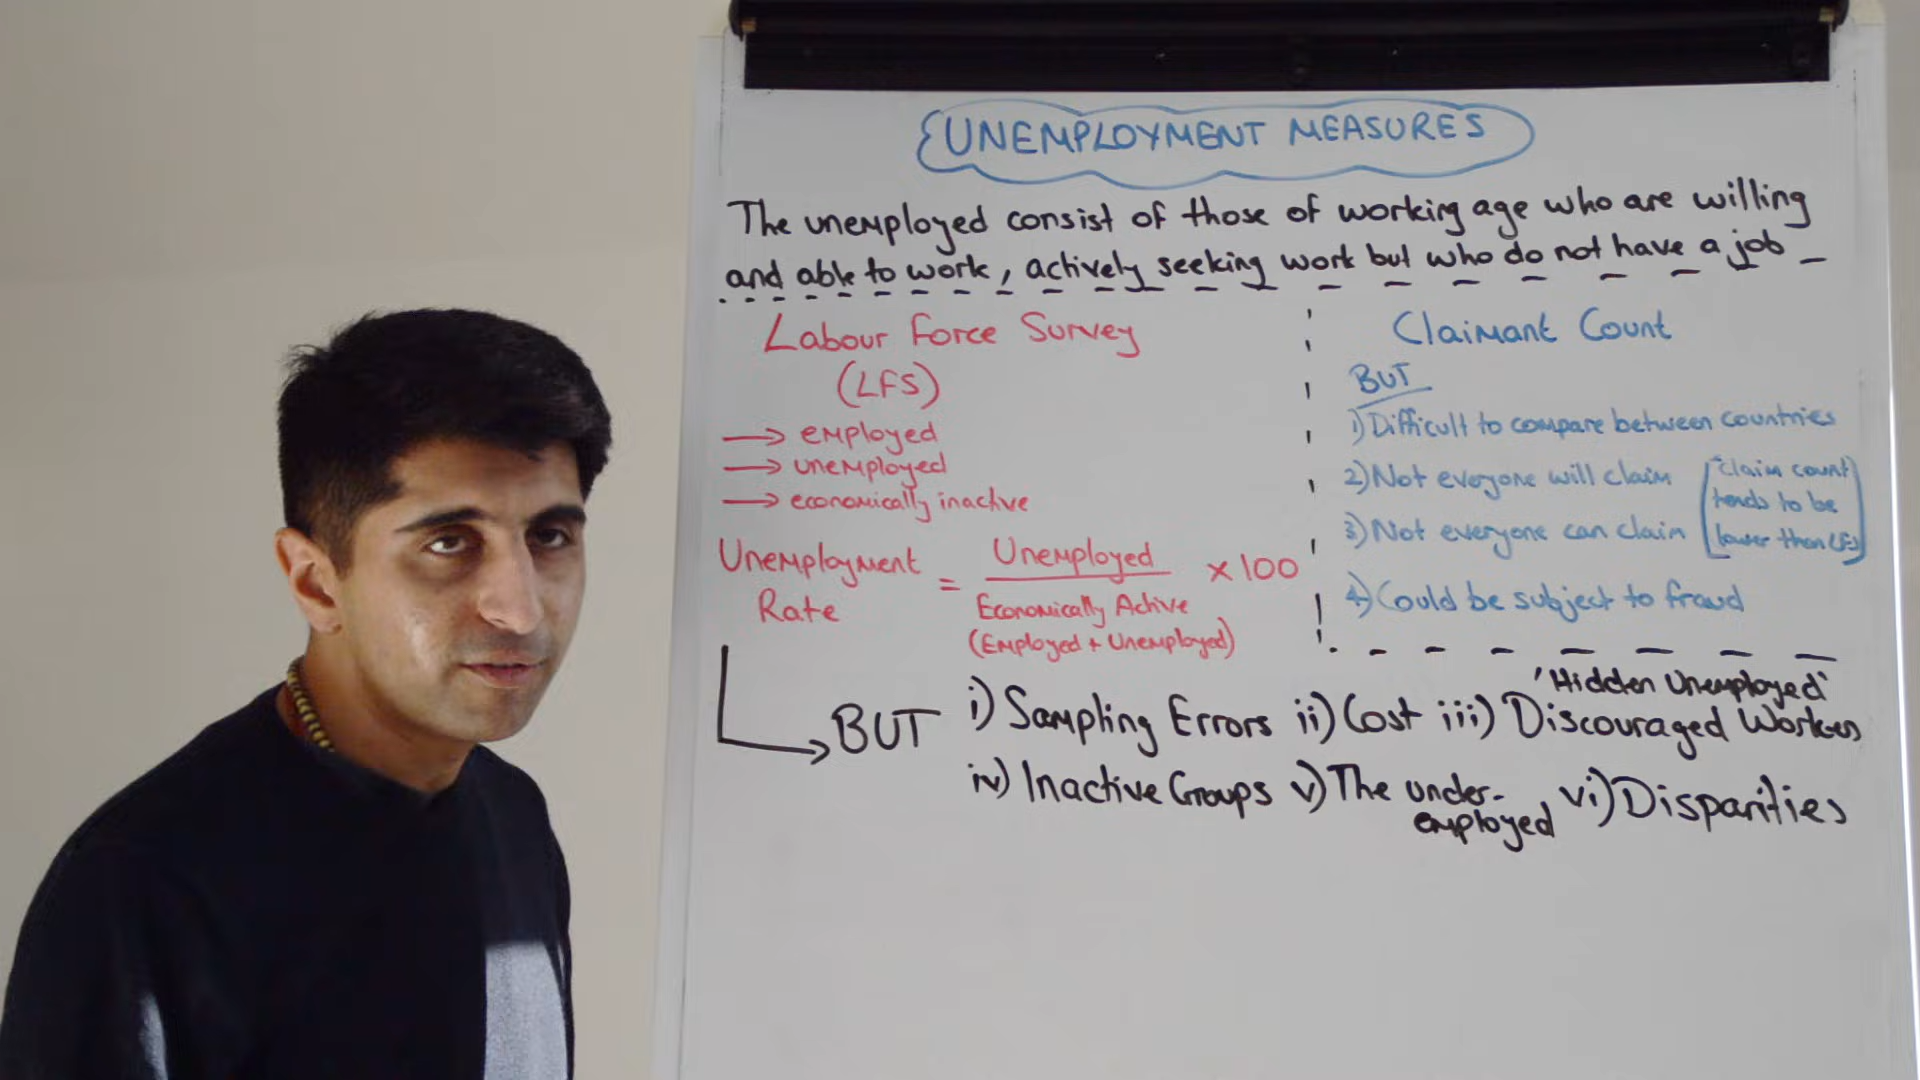 UNEMPLOYMENT MEASURES
The unemployed consist of those of working age who are willing
and able to work, actively seeking work but who do not have a job
Labour Force Survey
(LFS)
→ employed
→ unemployed
→ economically inactive
Unemployment Rate = Unemployed × 100
Economically Active
(Employed + Unemployed)
Claimant Count
BUT
1) Difficult to compare between countries
2) Not everyone will claim
3) Not everyone can claim
[claim count
tends to be
lower than LFS]
4) Could be subject to fraud
'Hidden Unemployed'
BUT i) Sampling Errors ii) Cost iii) Discouraged Workers
iv) Inactive Groups v) The under-
employed vi) Disparities